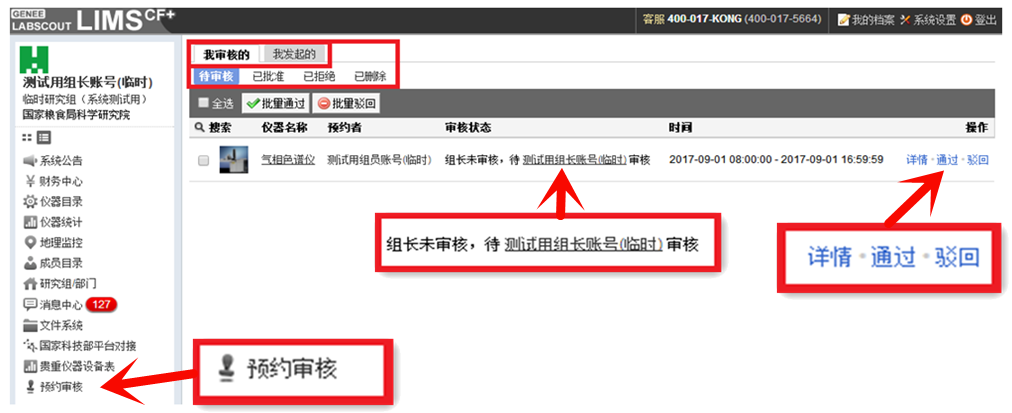 GENEE
LABSCOUT LIMS CF+
客服 400-017-KONG (400-017-5664)
我的档案 系统设置 登出
测试用组长账号(临时)
临时研究组（系统测试用）
国家粮食局科学研究院
系统公告
财务中心
仪器目录
仪器统计
地理监控
成员目录
研究组/部门
消息中心 127
文件系统
国家科技部平台对接
贵重仪器设备表
预约审核
我审核的 我发起的
待审核 已批准 已拒绝 已删除
全选 批量通过 批量驳回
搜索 仪器名称 预约者 审核状态 时间 操作
气相色谱仪 测试用组员账号(临时) 组长未审核，待 测试用组长账号(临时) 审核 2017-09-01 08:00:00 - 2017-09-01 16:59:59 详情 · 通过 · 驳回
组长未审核，待 测试用组长账号(临时) 审核
详情 · 通过 · 驳回
预约审核